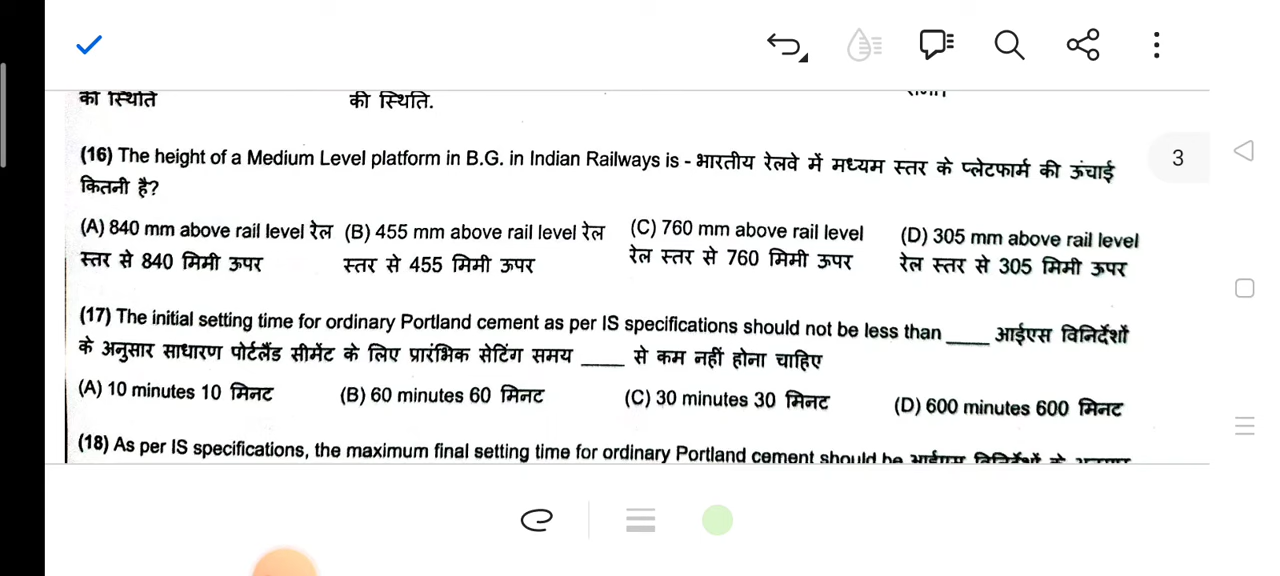 की स्थिति की स्थिति.
(16) The height of a Medium Level platform in B.G. in Indian Railways is - भारतीय रेलवे में मध्यम स्तर के प्लेटफार्म की ऊंचाई
कितनी है?
3
(A) 840 mm above rail level रेल (B) 455 mm above rail level रेल (C) 760 mm above rail level (D) 305 mm above rail level
स्तर से 840 मिमी ऊपर स्तर से 455 मिमी ऊपर रेल स्तर से 760 मिमी ऊपर रेल स्तर से 305 मिमी ऊपर
(17) The initial setting time for ordinary Portland cement as per IS specifications should not be less than ____ आईएस विनिर्देशों
के अनुसार साधारण पोर्टलैंड सीमेंट के लिए प्रारंभिक सेटिंग समय ____ से कम नहीं होना चाहिए
(A) 10 minutes 10 मिनट (B) 60 minutes 60 मिनट (C) 30 minutes 30 मिनट (D) 600 minutes 600 मिनट
(18) As per IS specifications, the maximum final setting time for ordinary Portland cement should be आईएस विनिर्देशों के